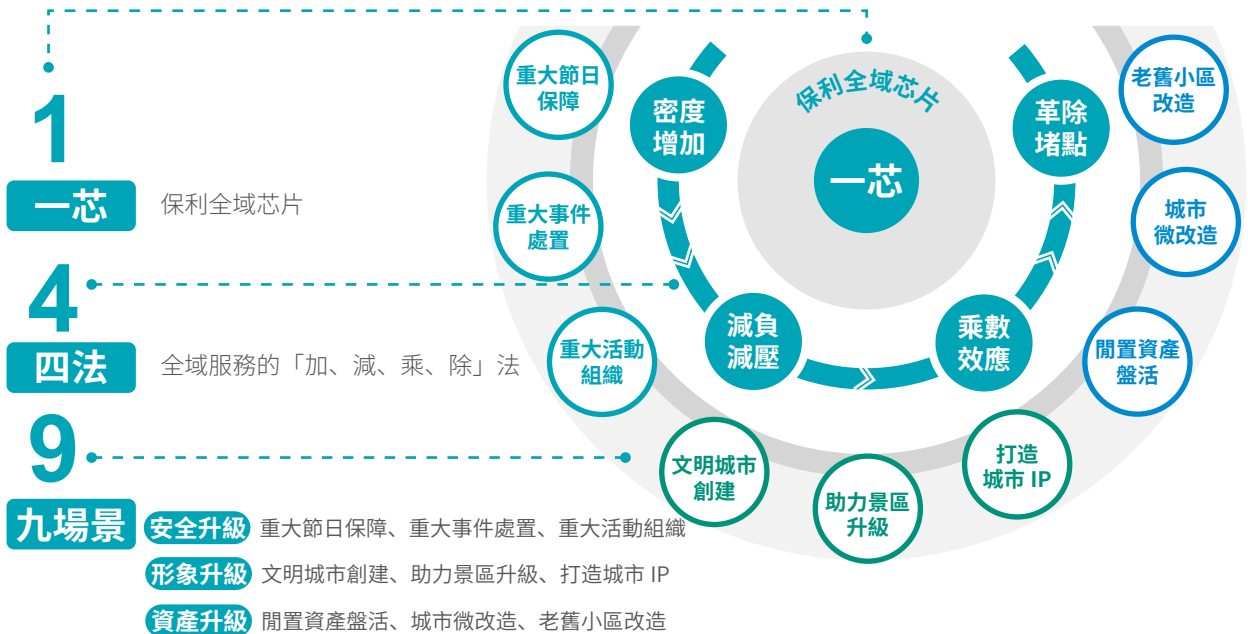 1
一芯
保利全域芯片
4
四法
全域服務的「加、減、乘、除」法
9
九場景
安全升級 重大節日保障、重大事件處置、重大活動組織
形象升級 文明城市創建、助力景區升級、打造城市 IP
資產升級 閒置資產盤活、城市微改造、老舊小區改造
保利全域芯片
一芯
密度
增加
減負
減壓
乘數
效應
革除
堵點
重大節日
保障
重大事件
處置
重大活動
組織
文明城市
創建
助力景區
升級
打造
城市 IP
閒置資產
盤活
城市
微改造
老舊小區
改造